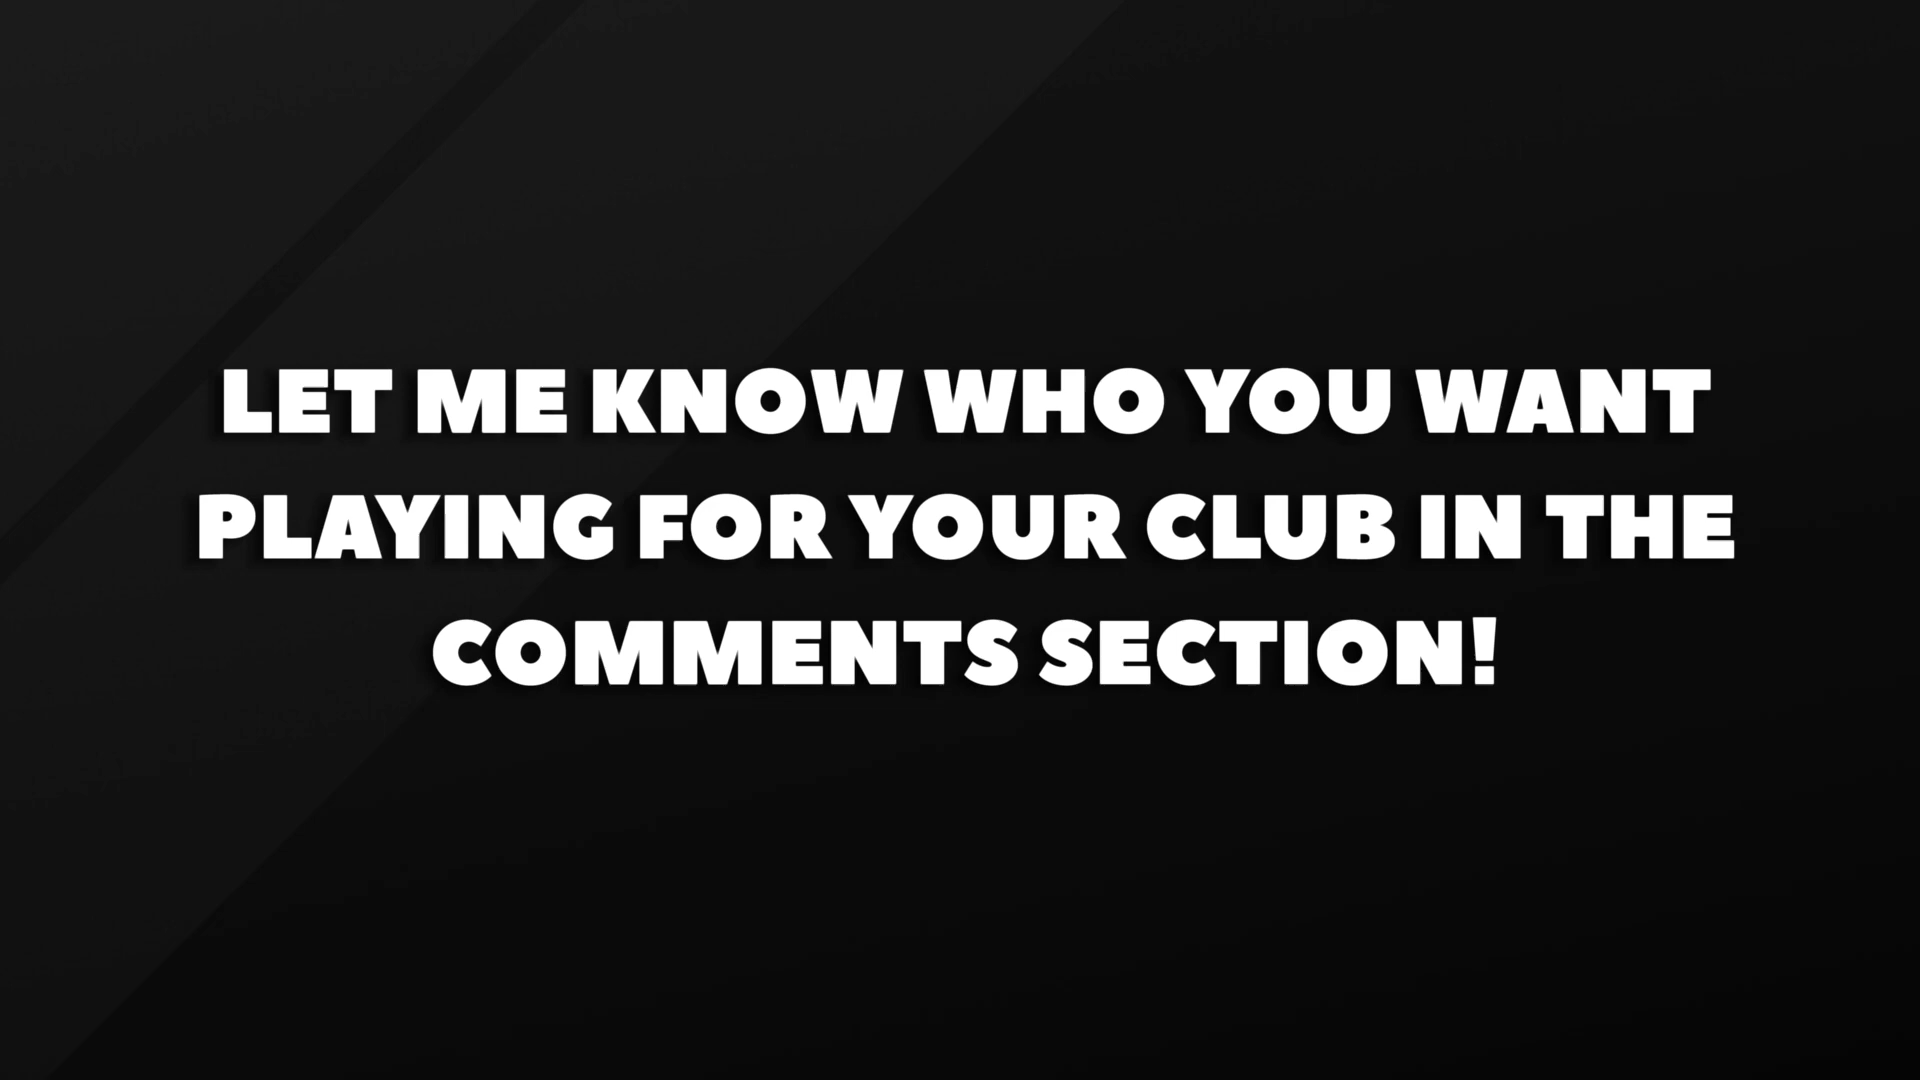 LET ME KNOW WHO YOU WANT
PLAYING FOR YOUR CLUB IN THE
COMMENTS SECTION!